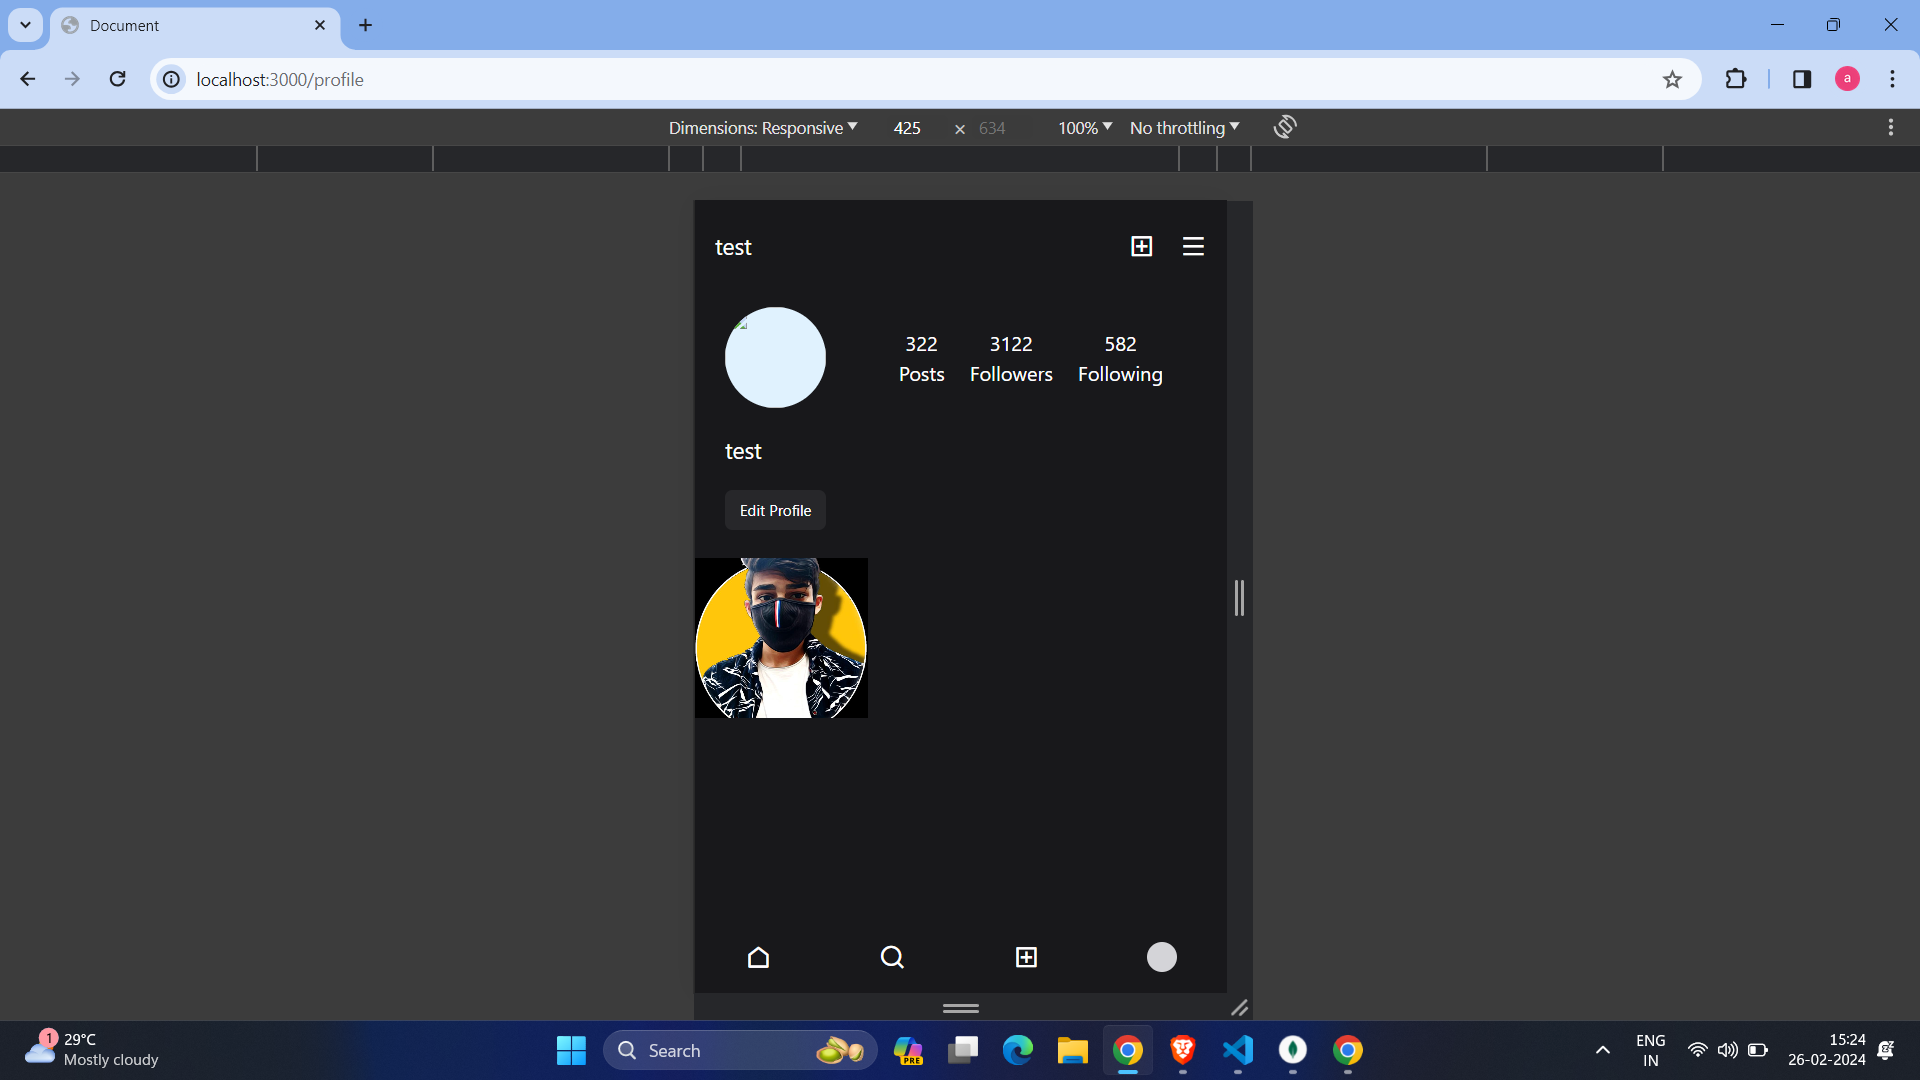 Document
localhost:3000/profile
Dimensions: Responsive 425 × 634 100% No throttling
test
322 3122 582
Posts Followers Following
test
Edit Profile
1
29°C
Mostly cloudy
Search
PRE
ENG
IN
15:24
26-02-2024
a